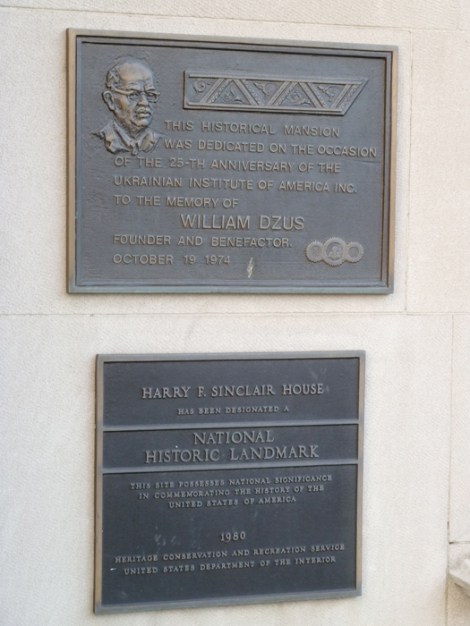 THIS HISTORICAL MANSION
WAS DEDICATED ON THE OCCASION
OF THE 25-TH ANNIVERSARY OF THE
UKRAINIAN INSTITUTE OF AMERICA INC.
TO THE MEMORY OF
WILLIAM DZUS
FOUNDER AND BENEFACTOR.
OCTOBER 19 1974
HARRY F. SINCLAIR HOUSE
HAS BEEN DESIGNATED A
NATIONAL
HISTORIC LANDMARK
THIS SITE POSSESSES NATIONAL SIGNIFICANCE
IN COMMEMORATING THE HISTORY OF THE
UNITED STATES OF AMERICA
1980
HERITAGE CONSERVATION AND RECREATION SERVICE
UNITED STATES DEPARTMENT OF THE INTERIOR